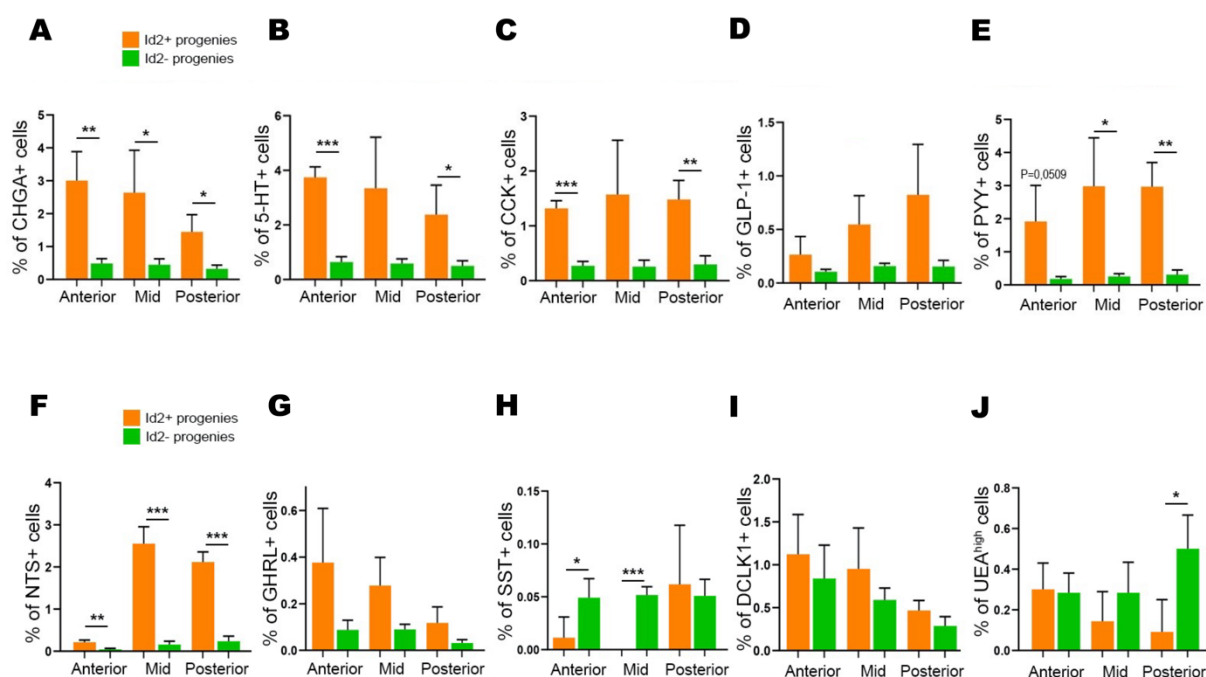 A
B
C
D
E
Id2+ progenies
Id2- progenies
% of CHGA+ cells
5
4
3
2
1
0
**
*
*
Anterior
Mid
Posterior
% of 5-HT+ cells
6
4
2
0
***
*
Anterior
Mid
Posterior
% of CCK+ cells
3
2
1
0
***
**
Anterior
Mid
Posterior
% of GLP-1+ cells
1.5
1.0
0.5
0.0
Anterior
Mid
Posterior
% of PYY+ cells
5
4
3
2
1
0
P=0,0509
*
**
Anterior
Mid
Posterior
F
G
H
I
J
Id2+ progenies
Id2- progenies
% of NTS+ cells
4
3
2
1
0
**
***
***
Anterior
Mid
Posterior
% of GHRL+ cells
0.6
0.4
0.2
0.0
Anterior
Mid
Posterior
% of SST+ cells
0.15
0.10
0.05
0.00
*
***
Anterior
Mid
Posterior
% of DCLK1+ cells
2.0
1.5
1.0
0.5
0.0
Anterior
Mid
Posterior
% of UEAhigh cells
0.8
0.6
0.4
0.2
0.0
*
Anterior
Mid
Posterior